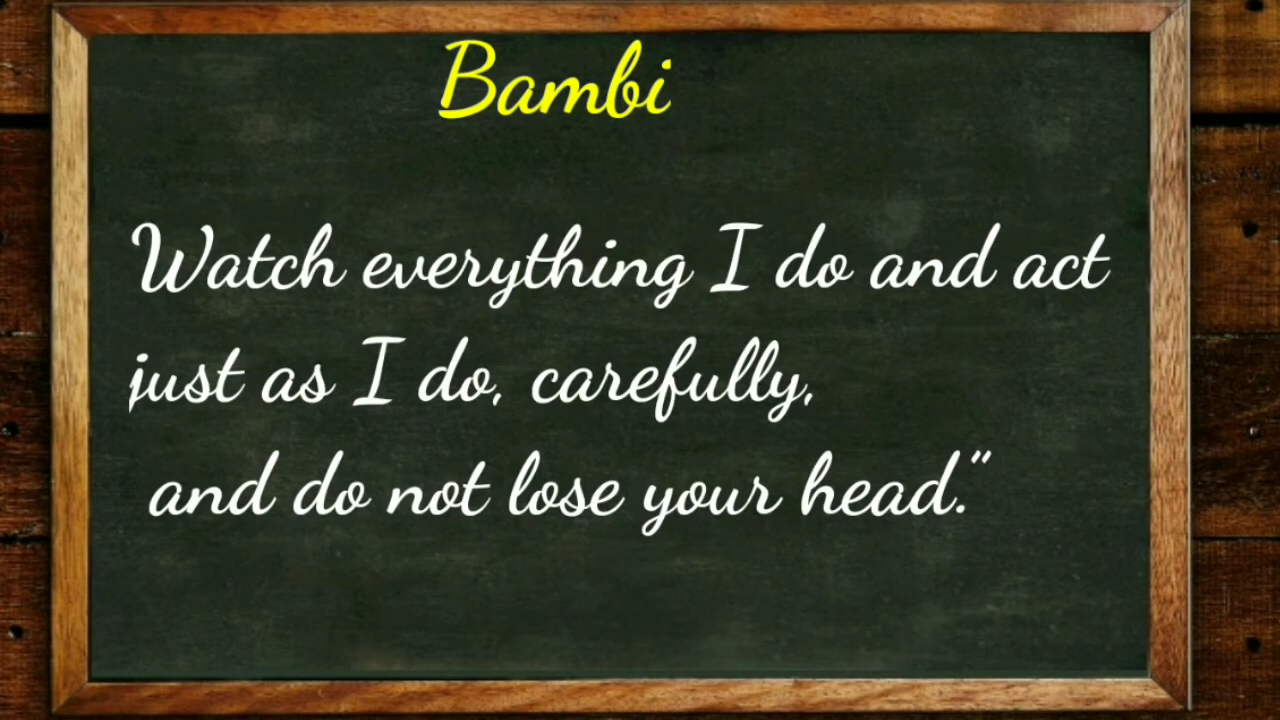 Bambi
Watch everything I do and act
just as I do, carefully,
and do not lose your head.”